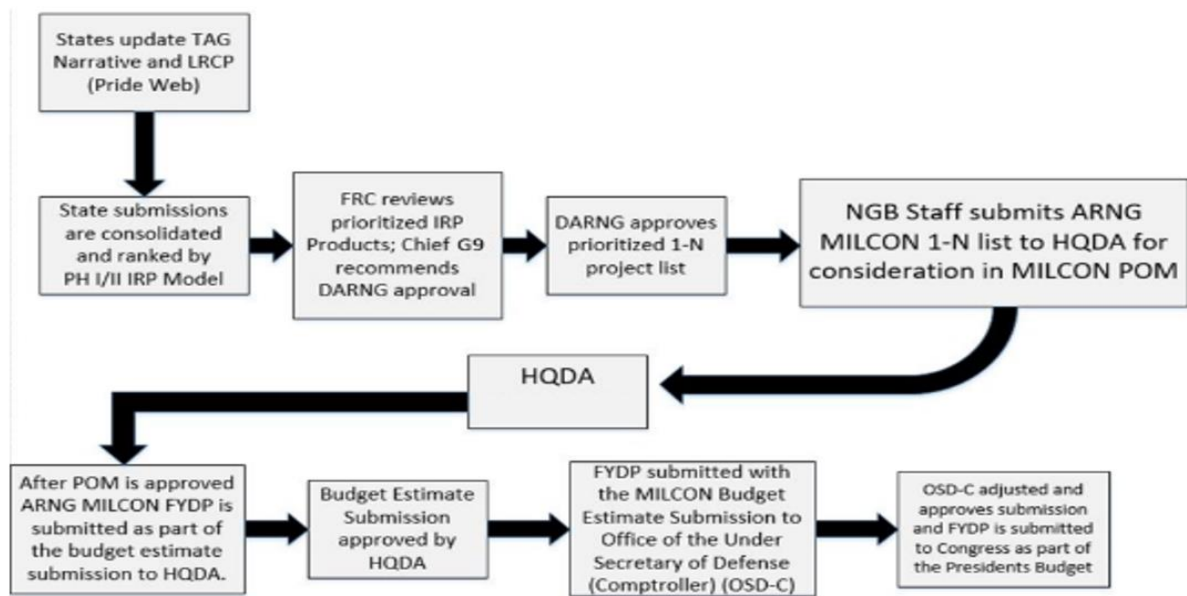 States update TAG
Narrative and LRCP
(Pride Web)
State submissions
are consolidated
and ranked by
PH I/II IRP Model
FRC reviews
prioritized IRP
Products; Chief G9
recommends
DARNG approval
DARNG approves
prioritized 1-N
project list
NGB Staff submits ARNG
MILCON 1-N list to HQDA for
consideration in MILCON POM
HQDA
After POM is approved
ARNG MILCON FYDP is
submitted as part of
the budget estimate
submission to HQDA.
Budget Estimate
Submission
approved by
HQDA
FYDP submitted with
the MILCON Budget
Estimate Submission to
Office of the Under
Secretary of Defense
(Comptroller) (OSD-C)
OSD-C adjusted and
approves submission
and FYDP is submitted
to Congress as part of
the Presidents Budget